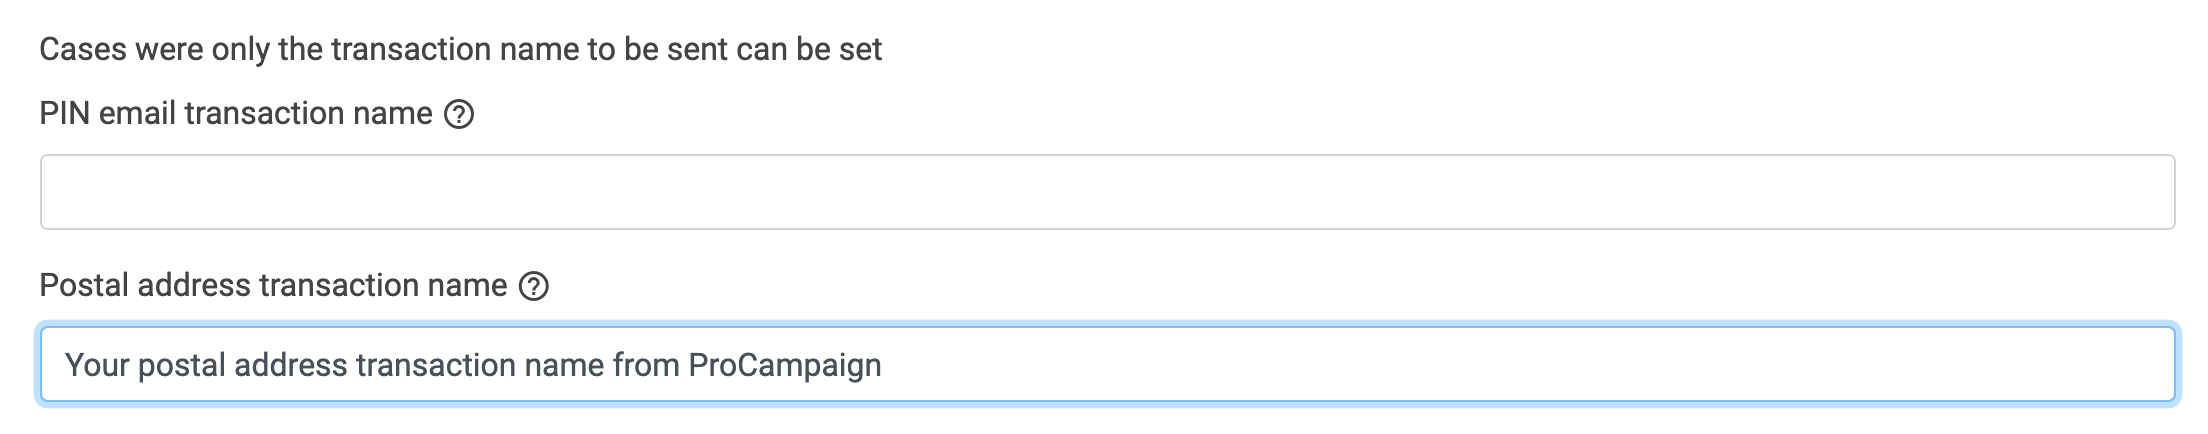 Cases were only the transaction name to be sent can be set
PIN email transaction name
Postal address transaction name
Your postal address transaction name from ProCampaign